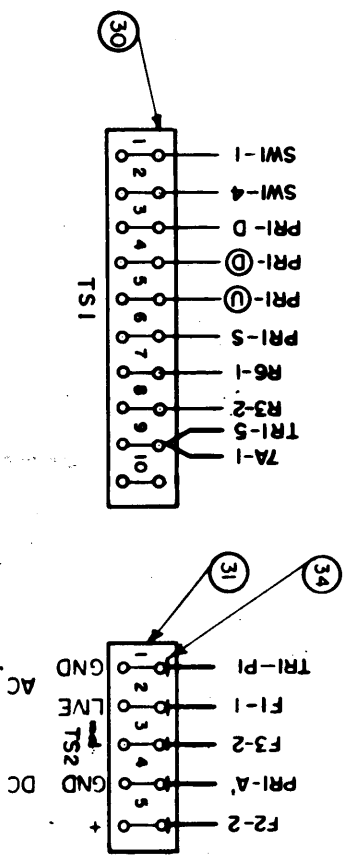 30
1 SW1-1
2 SW1-4
3 PR1-D
4 PR1-D
5 PR1-U
6 PR1-S
7 R6-1
8 R3-2
9 TR1-5
7A-1
10
TS1
31
34
1 GND TR1-P1
2 LIVE F1-1
3 F3-2
4 GND PR1-A'
5 + F2-2
TS2
AC
DC